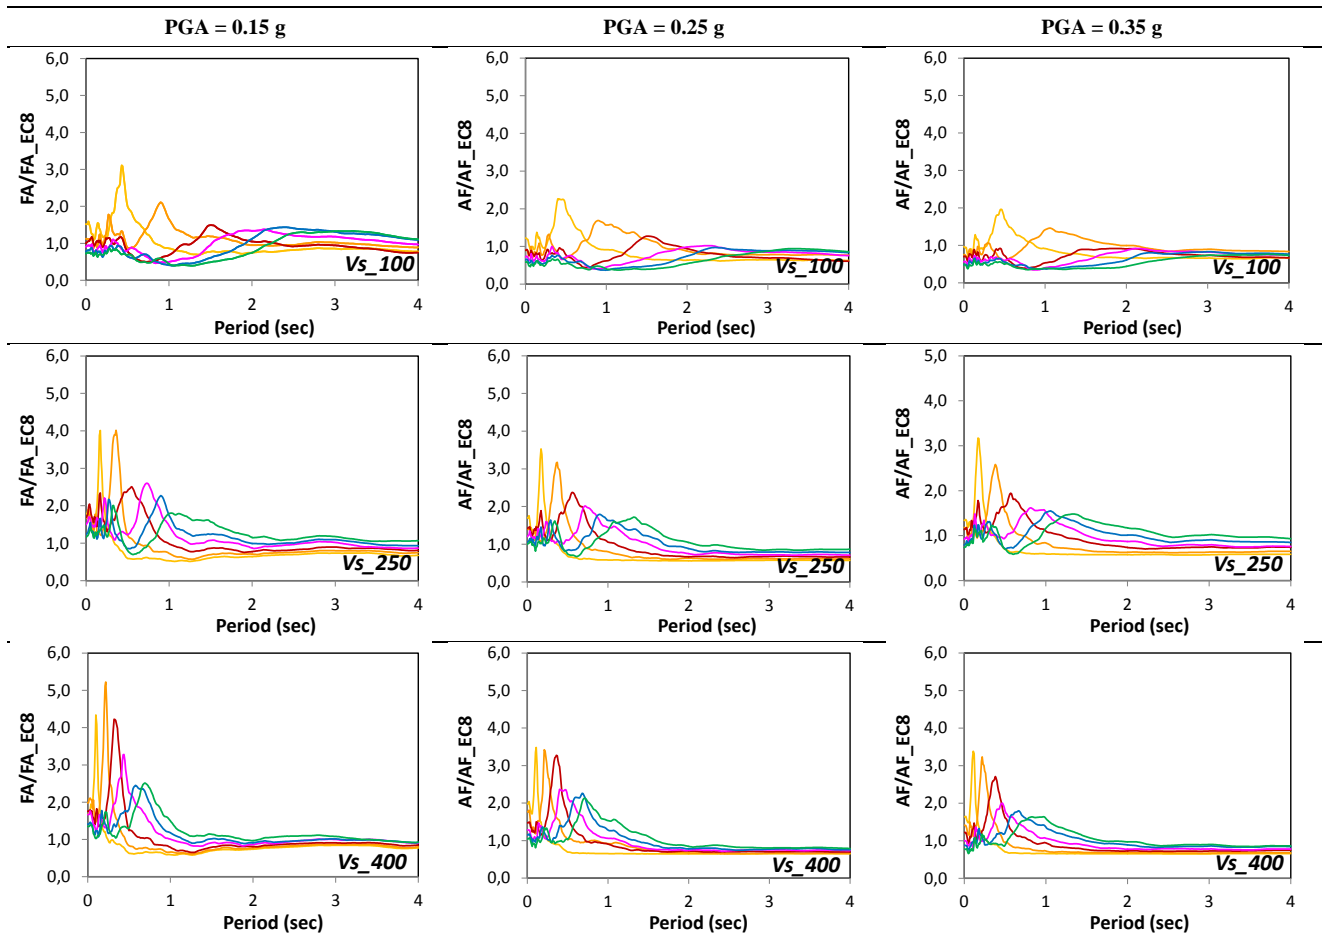 PGA = 0.15 g
PGA = 0.25 g
PGA = 0.35 g
FA/FA_EC8
6,0
5,0
4,0
3,0
2,0
1,0
0,0
0 1 2 3 4
Period (sec)
Vs_100
AF/AF_EC8
6,0
5,0
4,0
3,0
2,0
1,0
0,0
0 1 2 3 4
Period (sec)
Vs_100
AF/AF_EC8
6,0
5,0
4,0
3,0
2,0
1,0
0,0
0 1 2 3 4
Period (sec)
Vs_100
FA/FA_EC8
6,0
5,0
4,0
3,0
2,0
1,0
0,0
0 1 2 3 4
Period (sec)
Vs_250
AF/AF_EC8
6,0
5,0
4,0
3,0
2,0
1,0
0,0
0 1 2 3 4
Period (sec)
Vs_250
AF/AF_EC8
5,0
4,0
3,0
2,0
1,0
0,0
0 1 2 3 4
Period (sec)
Vs_250
FA/FA_EC8
6,0
5,0
4,0
3,0
2,0
1,0
0,0
0 1 2 3 4
Period (sec)
Vs_400
AF/AF_EC8
6,0
5,0
4,0
3,0
2,0
1,0
0,0
0 1 2 3 4
Period (sec)
Vs_400
AF/AF_EC8
6,0
5,0
4,0
3,0
2,0
1,0
0,0
0 1 2 3 4
Period (sec)
Vs_400